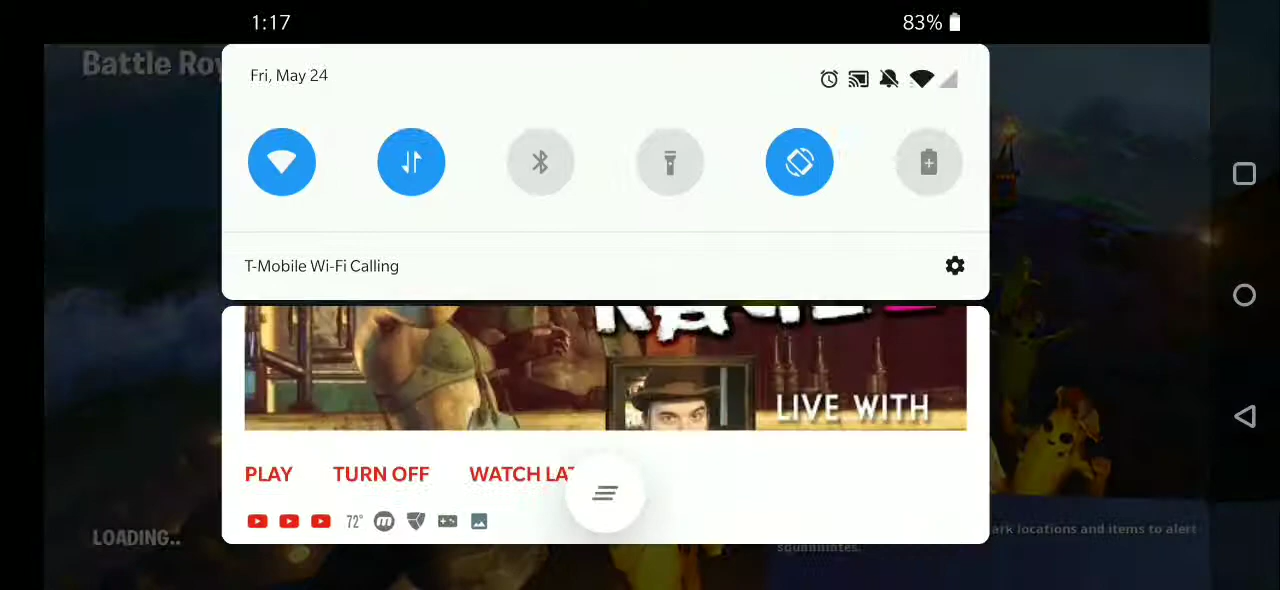 1:17
83%
Battle Ro
Fri, May 24
T-Mobile Wi-Fi Calling
LIVE WITH
PLAY TURN OFF WATCH LAT
72°
LOADING..
ark locations and items to alert
squadmates.